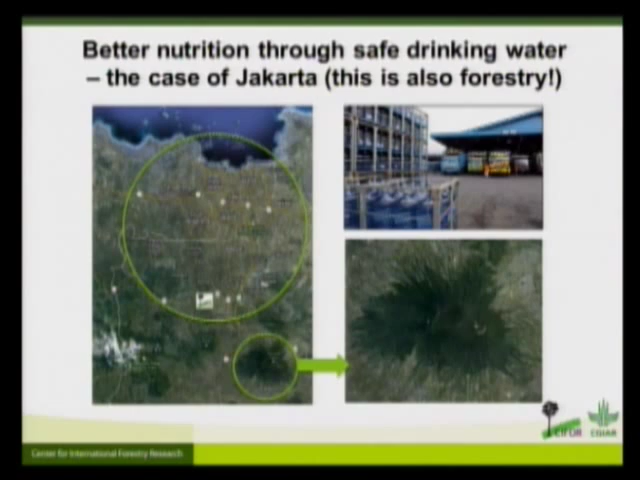 Better nutrition through safe drinking water
– the case of Jakarta (this is also forestry!)
CIFOR
CGIAR
Center for International Forestry Research